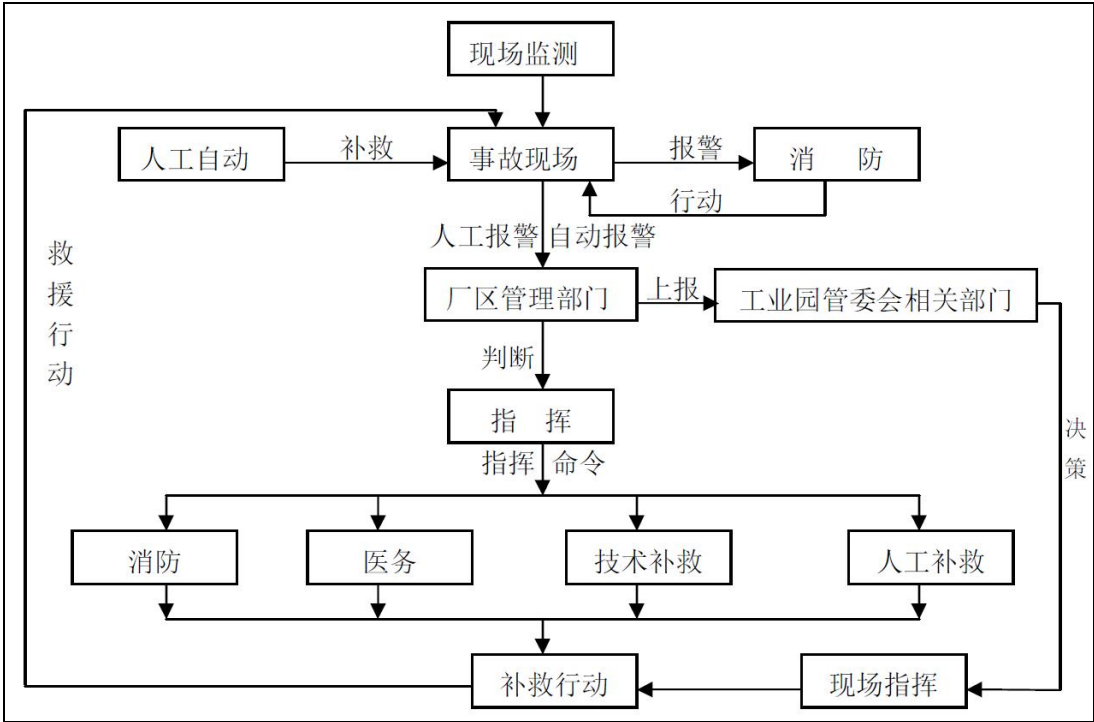 现场监测
人工自动
补救
事故现场
报警
消 防
行动
人工报警 自动报警
厂区管理部门
上报
工业园管委会相关部门
救援行动
判断
指 挥
指挥 命令
决策
消防
医务
技术补救
人工补救
补救行动
现场指挥